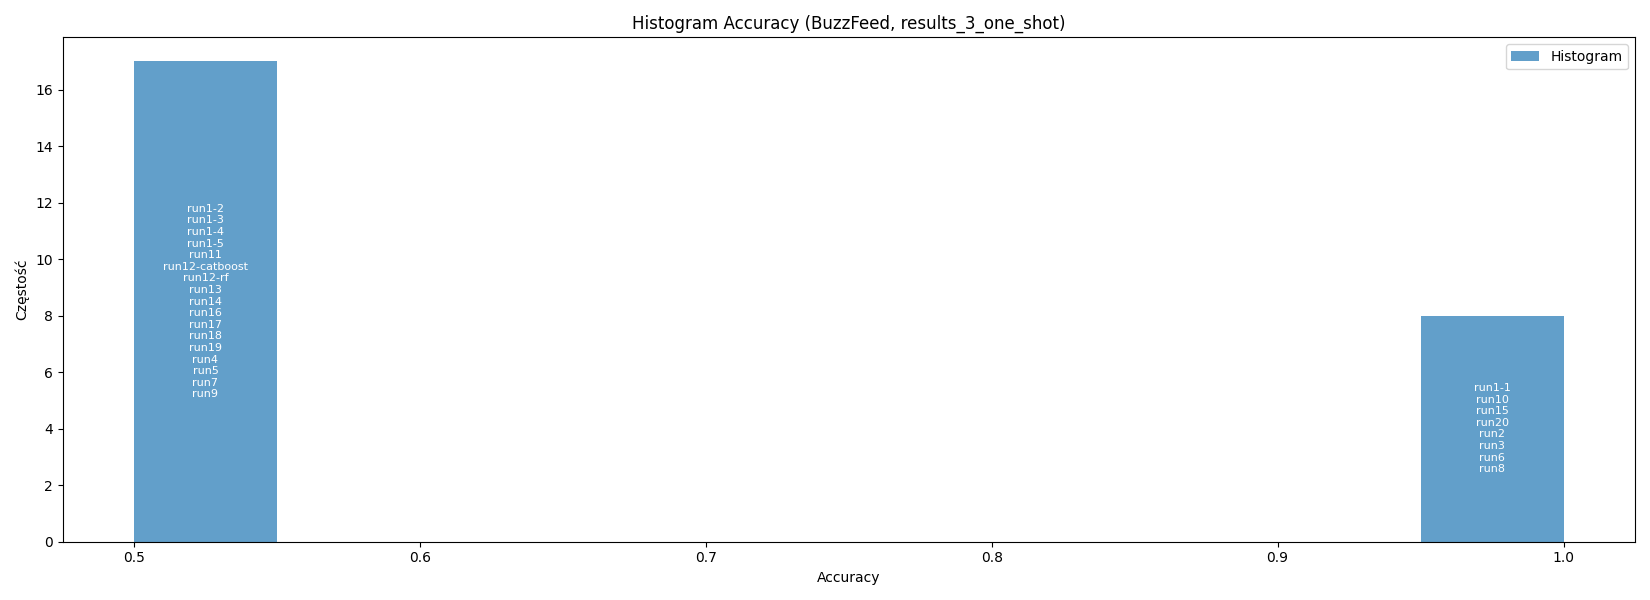 Histogram Accuracy (BuzzFeed, results_3_one_shot)
Histogram
Częstość
16
14
12
10
8
6
4
2
0
run1-2
run1-3
run1-4
run1-5
run11
run12-catboost
run12-rf
run13
run14
run16
run17
run18
run19
run4
run5
run7
run9
run1-1
run10
run15
run20
run2
run3
run6
run8
0.5 0.6 0.7 0.8 0.9 1.0
Accuracy